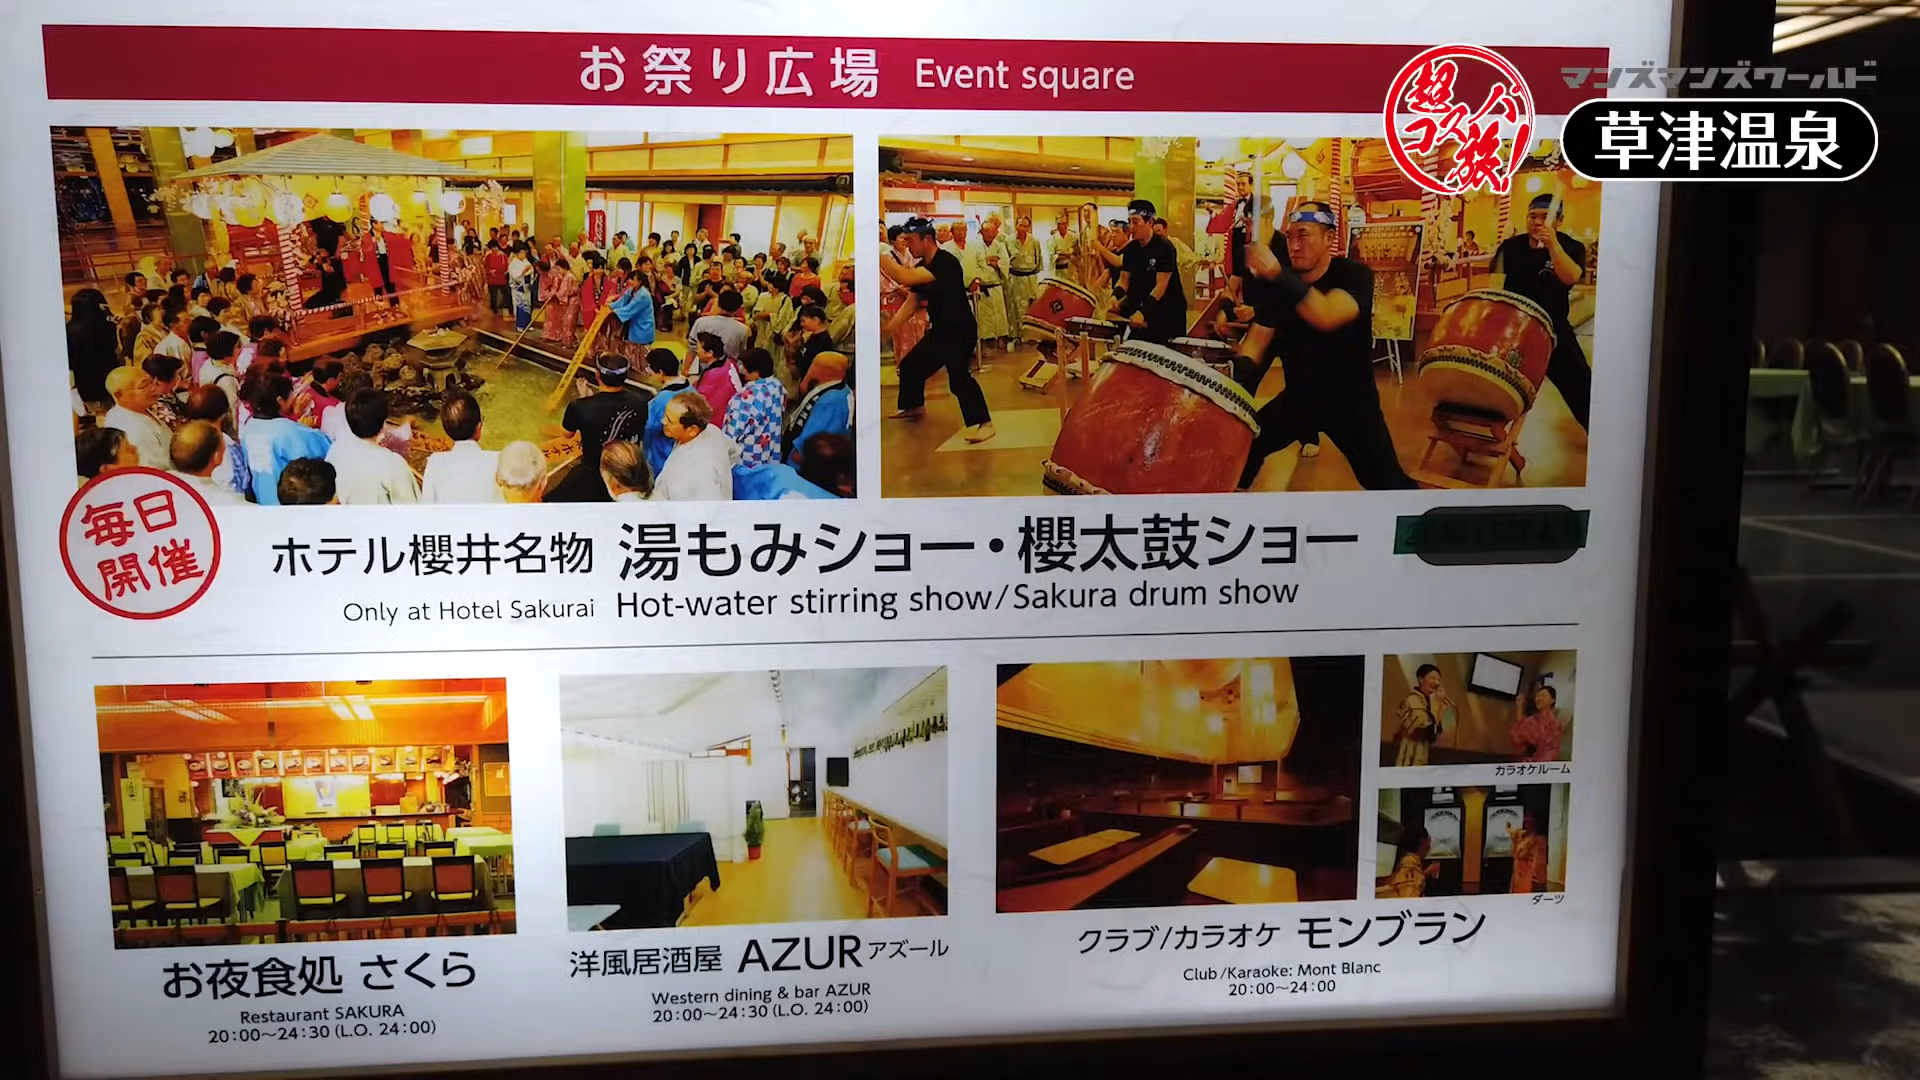 お祭り広場 Event square
マンズマンズワールド
超コスパ旅!
草津温泉
毎日開催
ホテル櫻井名物 湯もみショー・櫻太鼓ショー
Only at Hotel Sakurai Hot-water stirring show/Sakura drum show
カラオケルーム
ダーツ
お夜食処 さくら
Restaurant SAKURA
20:00～24:30 (L.O. 24:00)
洋風居酒屋 AZUR アズール
Western dining & bar AZUR
20:00～24:30 (L.O. 24:00)
クラブ/カラオケ モンブラン
Club/Karaoke: Mont Blanc
20:00～24:00